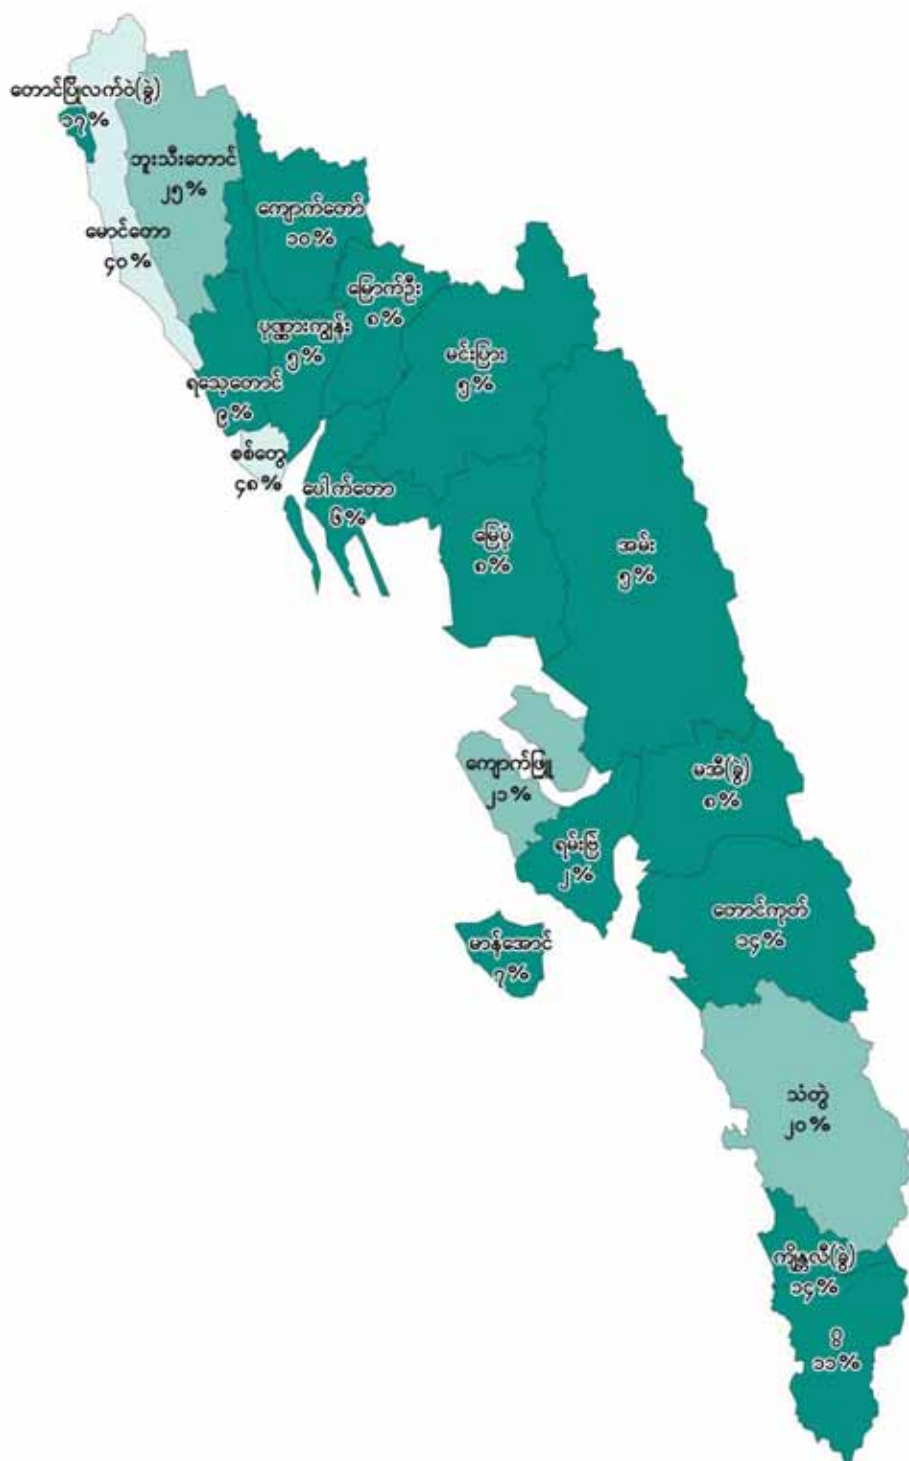 တောင်ပြိုလက်ဝဲ(ခွဲ)
၁၇%
ဘူးသီးတောင်
၂၅%
မောင်တော
၄၀%
ကျောက်တော်
၁၀%
မြောက်ဦး
၈%
ပုဏ္ဏားကျွန်း
၅%
မင်းပြား
၅%
ရသေ့တောင်
၉%
စစ်တွေ
၄၈%
ပေါက်တော
၆%
မြေပုံ
၈%
အမ်း
၅%
ကျောက်ဖြူ
၂၁%
မအီ(ခွဲ)
၈%
ရမ်းဗြဲ
၂%
တောင်ကုတ်
၁၄%
မာန်အောင်
၇%
သံတွဲ
၂၀%
ကျိန္တလီ(ခွဲ)
၁၄%
ဂွ
၁၁%